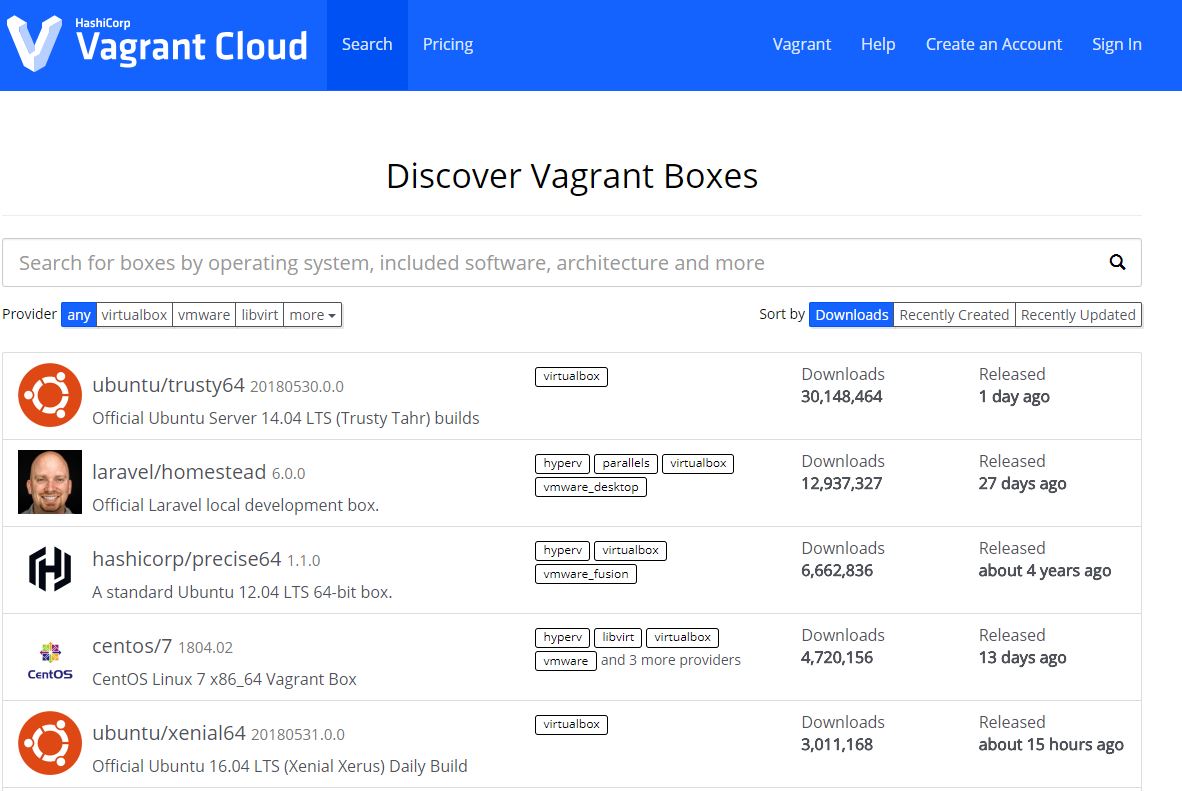 HashiCorp
Vagrant Cloud
Search Pricing Vagrant Help Create an Account Sign In
Discover Vagrant Boxes
Search for boxes by operating system, included software, architecture and more
Provider any virtualbox vmware libvirt more Sort by Downloads Recently Created Recently Updated
ubuntu/trusty64 20180530.0.0
Official Ubuntu Server 14.04 LTS (Trusty Tahr) builds
virtualbox
Downloads
30,148,464
Released
1 day ago
laravel/homestead 6.0.0
Official Laravel local development box.
hyperv parallels virtualbox
vmware_desktop
Downloads
12,937,327
Released
27 days ago
hashicorp/precise64 1.1.0
A standard Ubuntu 12.04 LTS 64-bit box.
hyperv virtualbox
vmware_fusion
Downloads
6,662,836
Released
about 4 years ago
CentOS
centos/7 1804.02
CentOS Linux 7 x86_64 Vagrant Box
hyperv libvirt virtualbox
vmware and 3 more providers
Downloads
4,720,156
Released
13 days ago
ubuntu/xenial64 20180531.0.0
Official Ubuntu 16.04 LTS (Xenial Xerus) Daily Build
virtualbox
Downloads
3,011,168
Released
about 15 hours ago